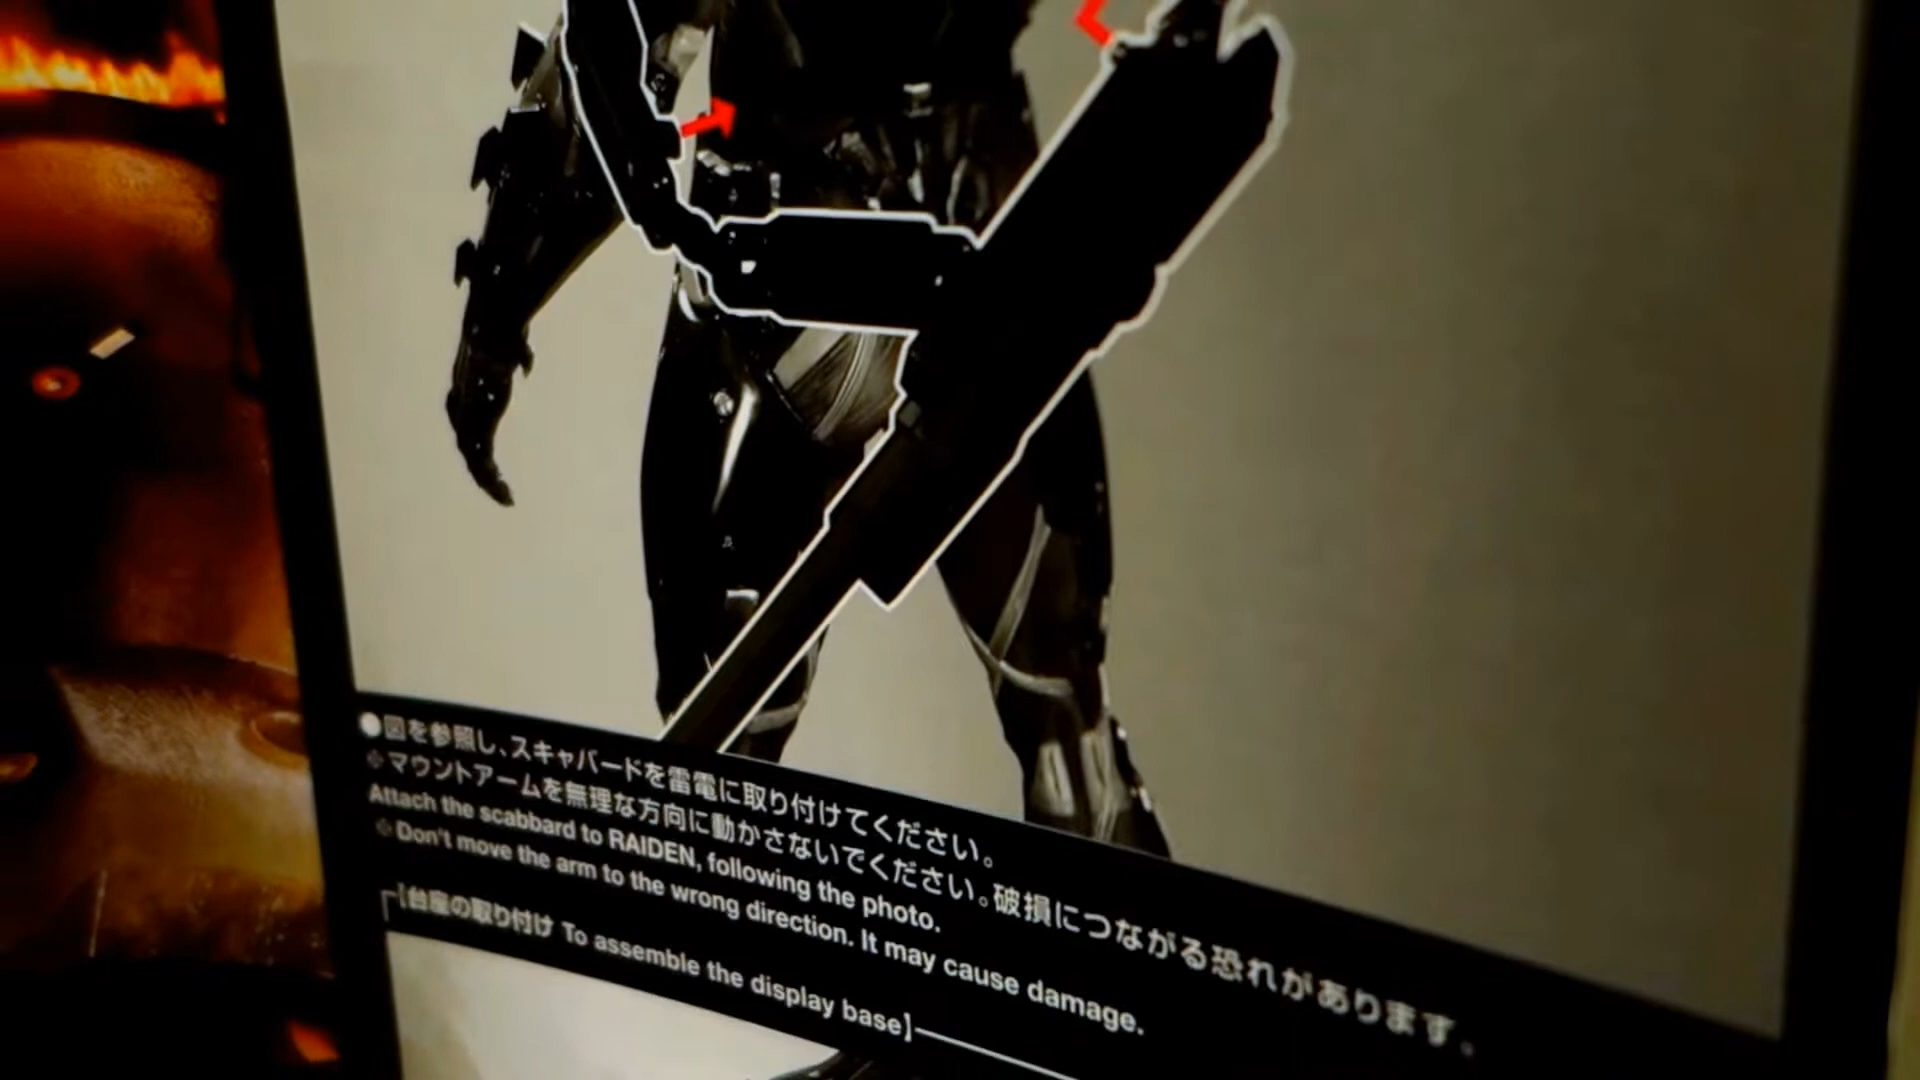 ●図を参照し、スキャバードを雷電に取り付けてください。
※マウントアームを無理な方向に動かさないでください。破損につながる恐れがあります。
Attach the scabbard to RAIDEN, following the photo.
※Don't move the arm to the wrong direction. It may cause damage.
【台座の取り付け To assemble the display base】